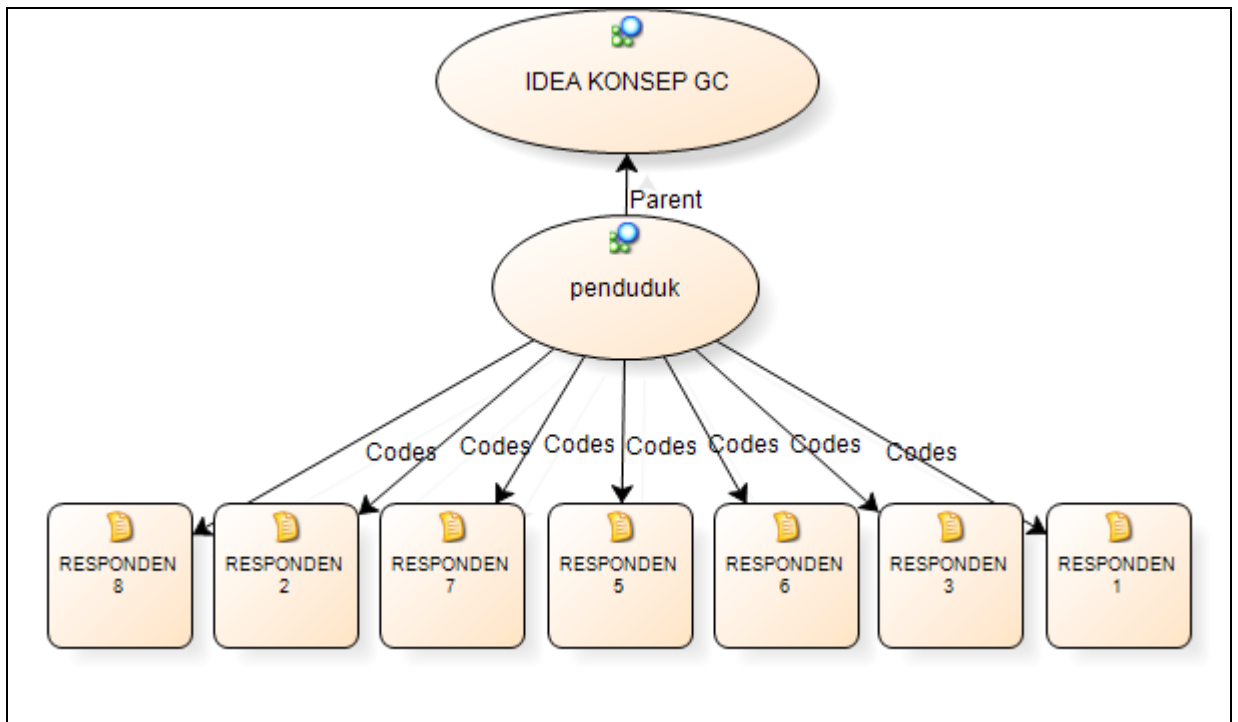 IDEA KONSEP GC
Parent
penduduk
Codes Codes Codes Codes Codes Codes Codes
RESPONDEN
8
RESPONDEN
2
RESPONDEN
7
RESPONDEN
5
RESPONDEN
6
RESPONDEN
3
RESPONDEN
1